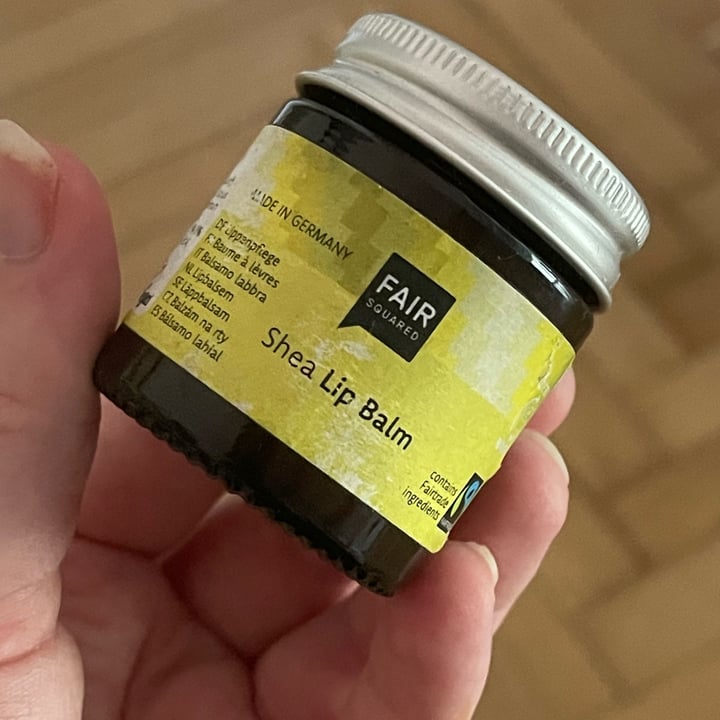 MADE IN GERMANY
DE Lippenpflege
FR Baume à lèvres
IT Balsamo labbra
NL Lipbalsem
SE Läppbalsam
CZ Balzám na rty
ES Bálsamo labial
FAIR
SQUARED
Shea Lip Balm
contains
Fairtrade
ingredients